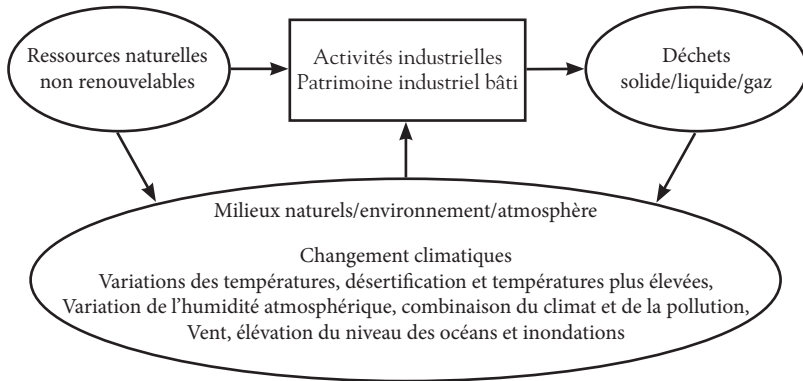 Ressources naturelles
non renouvelables
Activités industrielles
Patrimoine industriel bâti
Déchets
solide/liquide/gaz
Milieux naturels/environnement/atmosphère
Changement climatiques
Variations des températures, désertification et températures plus élevées,
Variation de l’humidité atmosphérique, combinaison du climat et de la pollution,
Vent, élévation du niveau des océans et inondations